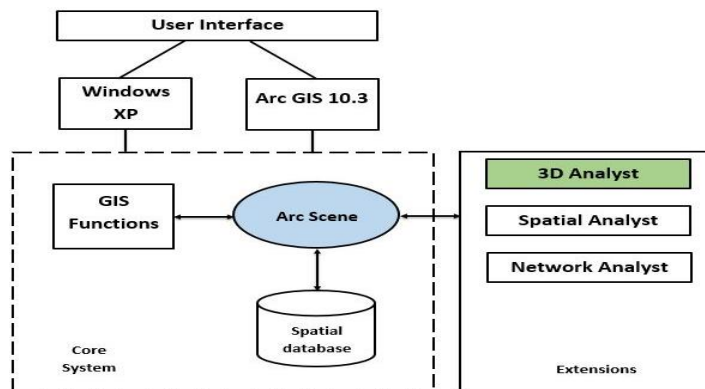 User Interface
Windows
XP
Arc GIS 10.3
GIS
Functions
Arc Scene
Spatial
database
Core
System
3D Analyst
Spatial Analyst
Network Analyst
Extensions